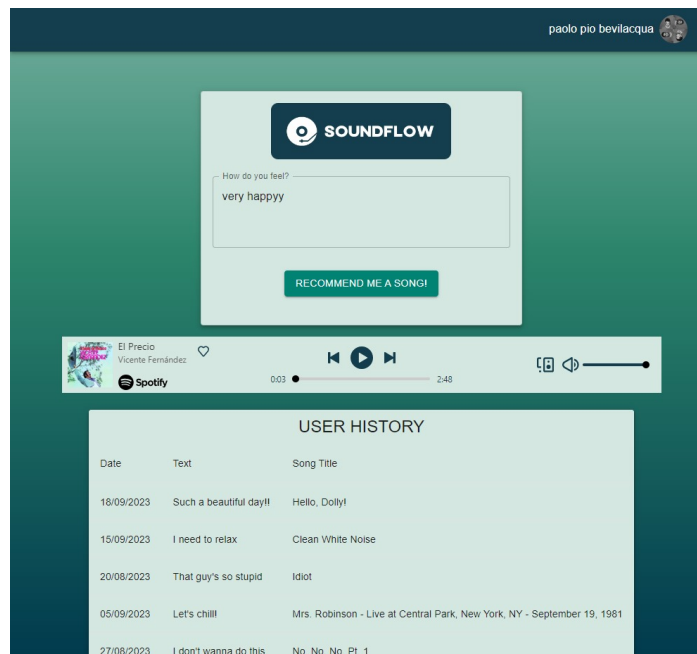 paolo pio bevilacqua
SOUNDFLOW
How do you feel?
very happyy
RECOMMEND ME A SONG!
El Precio
Vicente Fernández
Spotify
0:03 2:48
USER HISTORY
Date Text Song Title
18/09/2023 Such a beautiful day!! Hello, Dolly!
15/09/2023 I need to relax Clean White Noise
20/08/2023 That guy's so stupid Idiot
05/09/2023 Let's chill! Mrs. Robinson - Live at Central Park, New York, NY - September 19, 1981
27/08/2023 I don't wanna do this No, No, No, Pt. 1